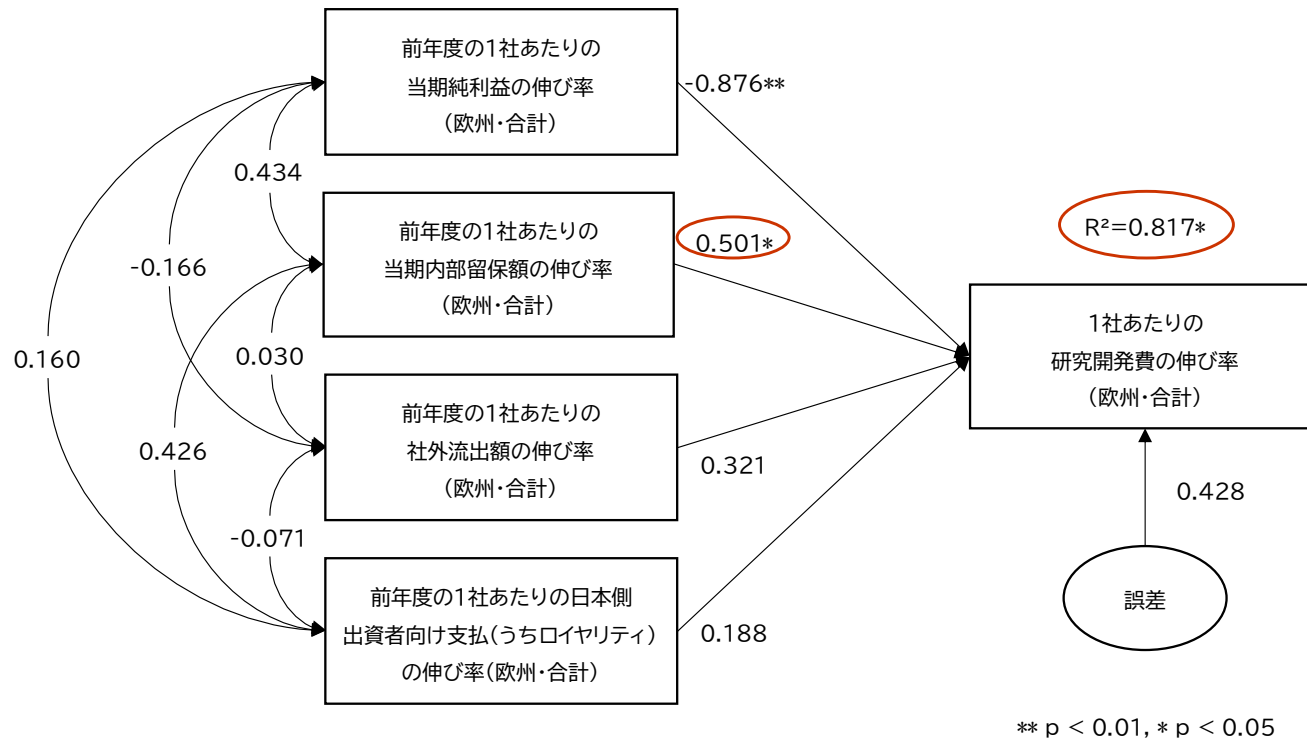 前年度の1社あたりの
当期純利益の伸び率
(欧州・合計)
-0.876**
0.434
前年度の1社あたりの
当期内部留保額の伸び率
(欧州・合計)
0.501*
R²=0.817*
-0.166
0.160
0.030
1社あたりの
研究開発費の伸び率
(欧州・合計)
前年度の1社あたりの
社外流出額の伸び率
(欧州・合計)
0.426
0.321
0.428
-0.071
前年度の1社あたりの日本側
出資者向け支払(うちロイヤリティ)
の伸び率(欧州・合計)
0.188
誤差
** p < 0.01, * p < 0.05